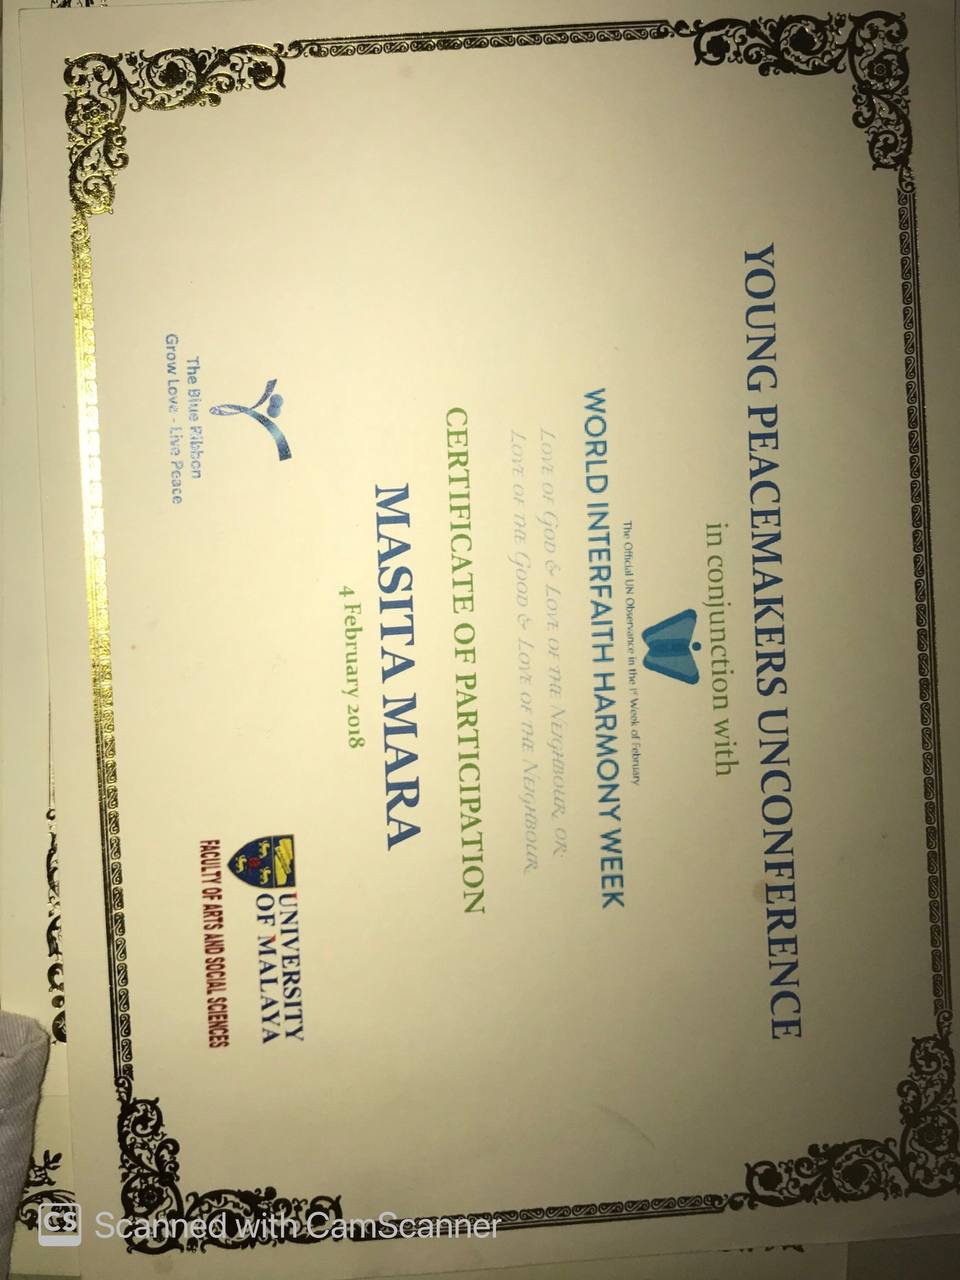 YOUNG PEACEMAKERS UNCONFERENCE
in conjunction with
The Official UN Observance in the 1st Week of February
WORLD INTERFAITH HARMONY WEEK
Love of God & Love of the Neighbour, or:
Love of the Good & Love of the Neighbour
CERTIFICATE OF PARTICIPATION
MASITA MARA
4 February 2018
The Blue Ribbon
Grow Love - Live Peace
UNIVERSITY
OF MALAYA
FACULTY OF ARTS AND SOCIAL SCIENCES
CS Scanned with CamScanner